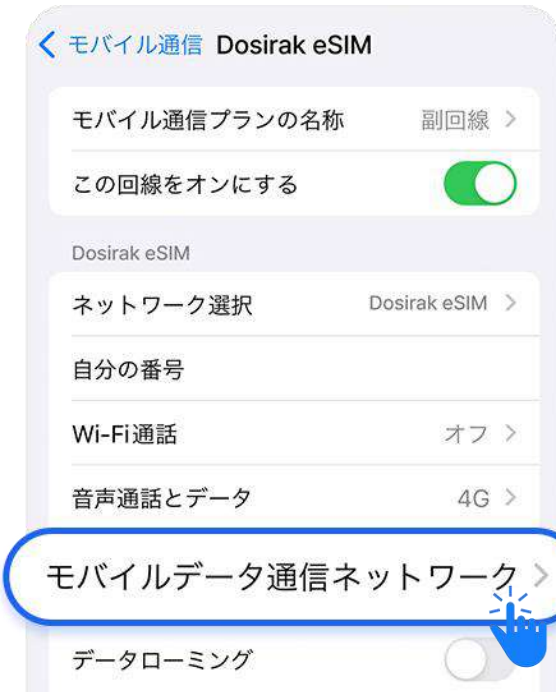 モバイル通信 Dosirak eSIM
モバイル通信プランの名称 副回線
この回線をオンにする
Dosirak eSIM
ネットワーク選択 Dosirak eSIM
自分の番号
Wi-Fi通話 オフ
音声通話とデータ 4G
モバイルデータ通信ネットワーク
データローミング